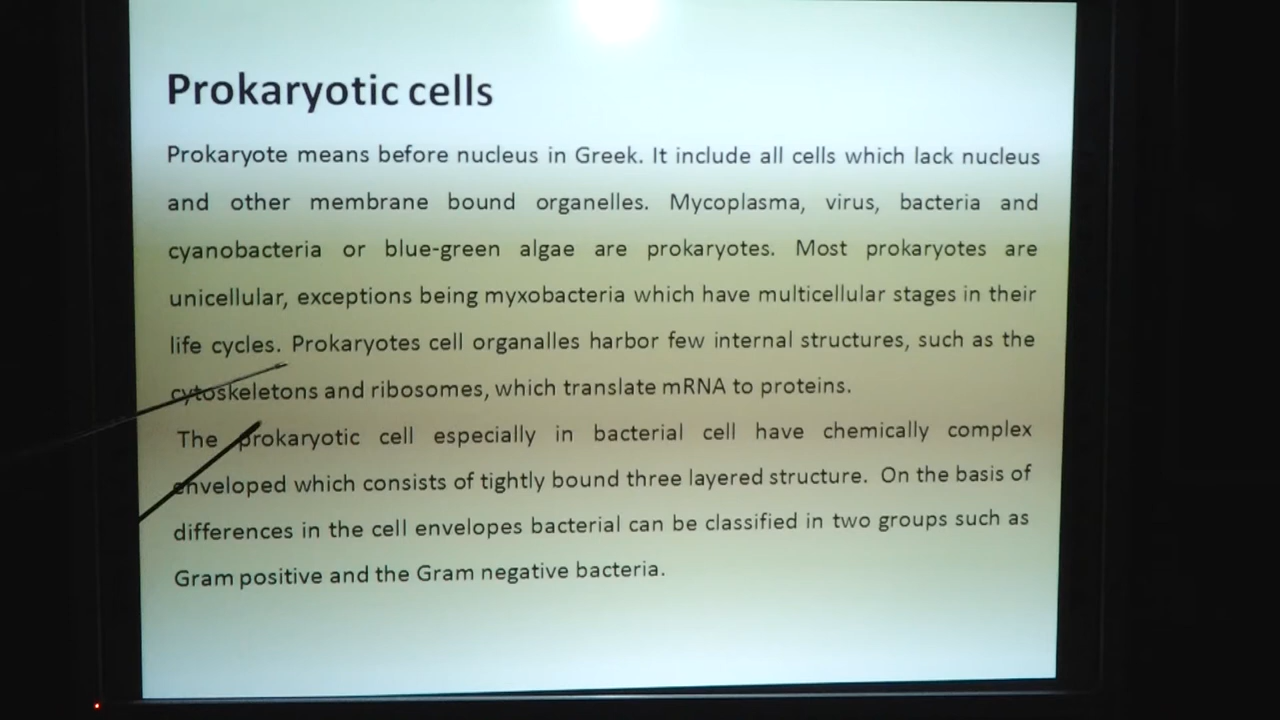 Prokaryotic cells
Prokaryote means before nucleus in Greek. It include all cells which lack nucleus
and other membrane bound organelles. Mycoplasma, virus, bacteria and
cyanobacteria or blue-green algae are prokaryotes. Most prokaryotes are
unicellular, exceptions being myxobacteria which have multicellular stages in their
life cycles. Prokaryotes cell organalles harbor few internal structures, such as the
cytoskeletons and ribosomes, which translate mRNA to proteins.
The prokaryotic cell especially in bacterial cell have chemically complex
enveloped which consists of tightly bound three layered structure. On the basis of
differences in the cell envelopes bacterial can be classified in two groups such as
Gram positive and the Gram negative bacteria.